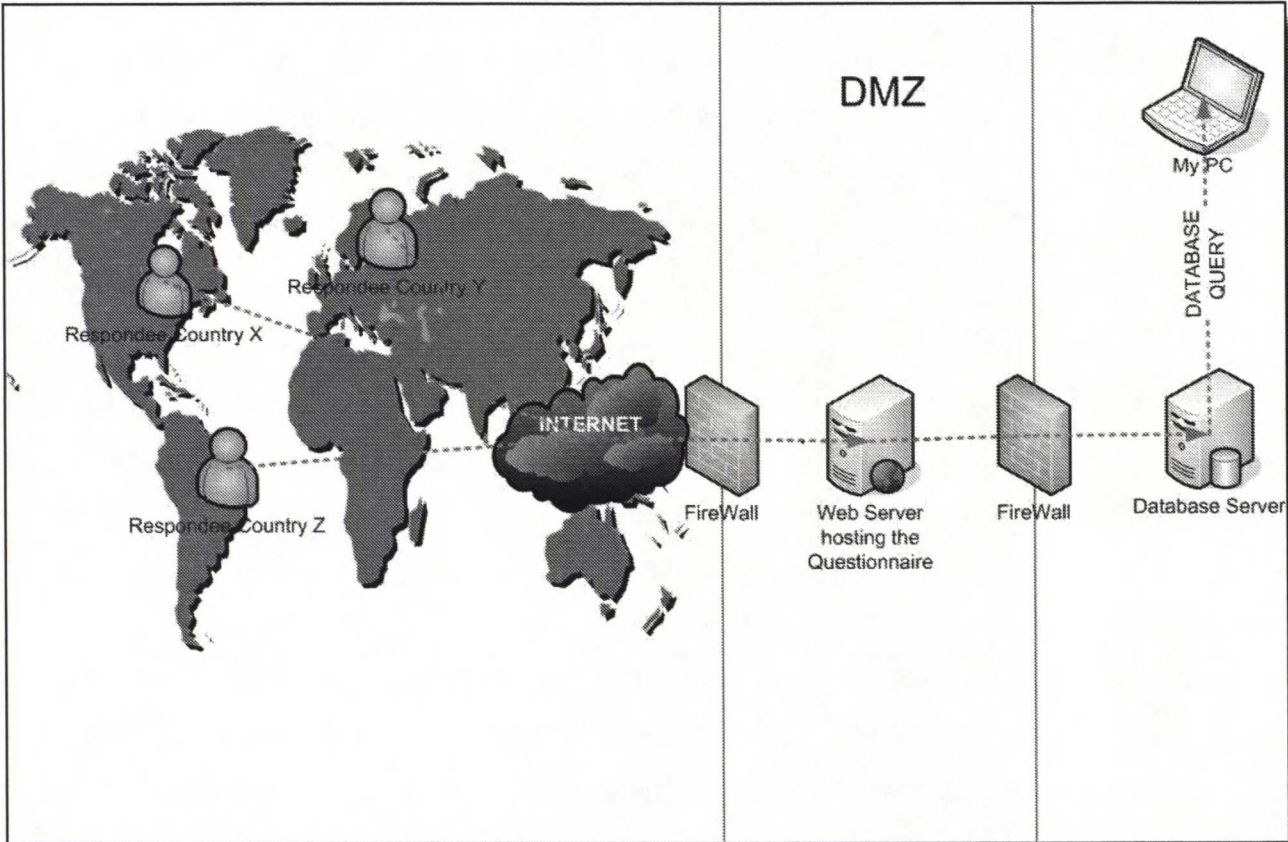 DMZ
My PC
DATABASE
QUERY
Respondee Country Y
Respondee Country X
INTERNET
Respondee Country Z
FireWall
Web Server
hosting the
Questionnaire
FireWall
Database Server